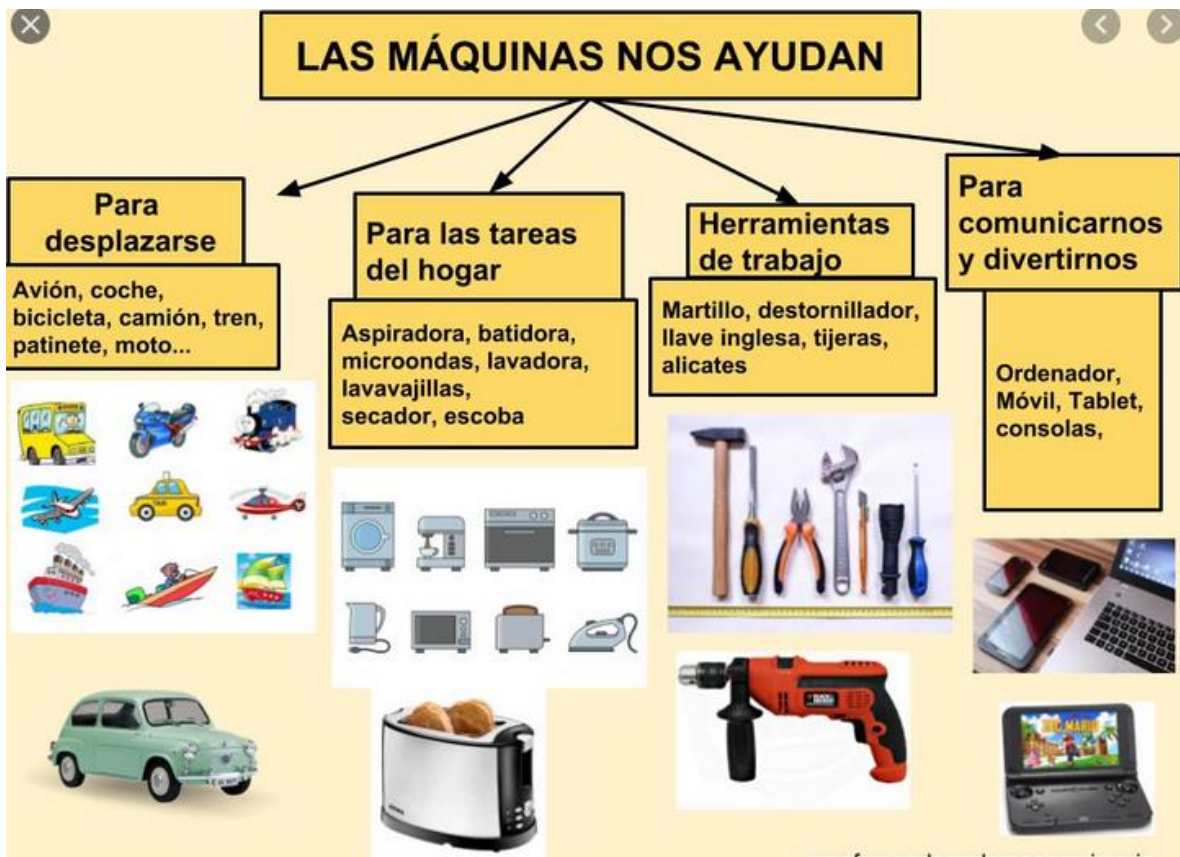 LAS MÁQUINAS NOS AYUDAN
Para
desplazarse
Avión, coche,
bicicleta, camión, tren,
patinete, moto...
Para las tareas
del hogar
Aspiradora, batidora,
microondas, lavadora,
lavavajillas,
secador, escoba
Herramientas
de trabajo
Martillo, destornillador,
llave inglesa, tijeras,
alicates
Para
comunicarnos
y divertirnos
Ordenador,
Móvil, Tablet,
consolas,
TAXI